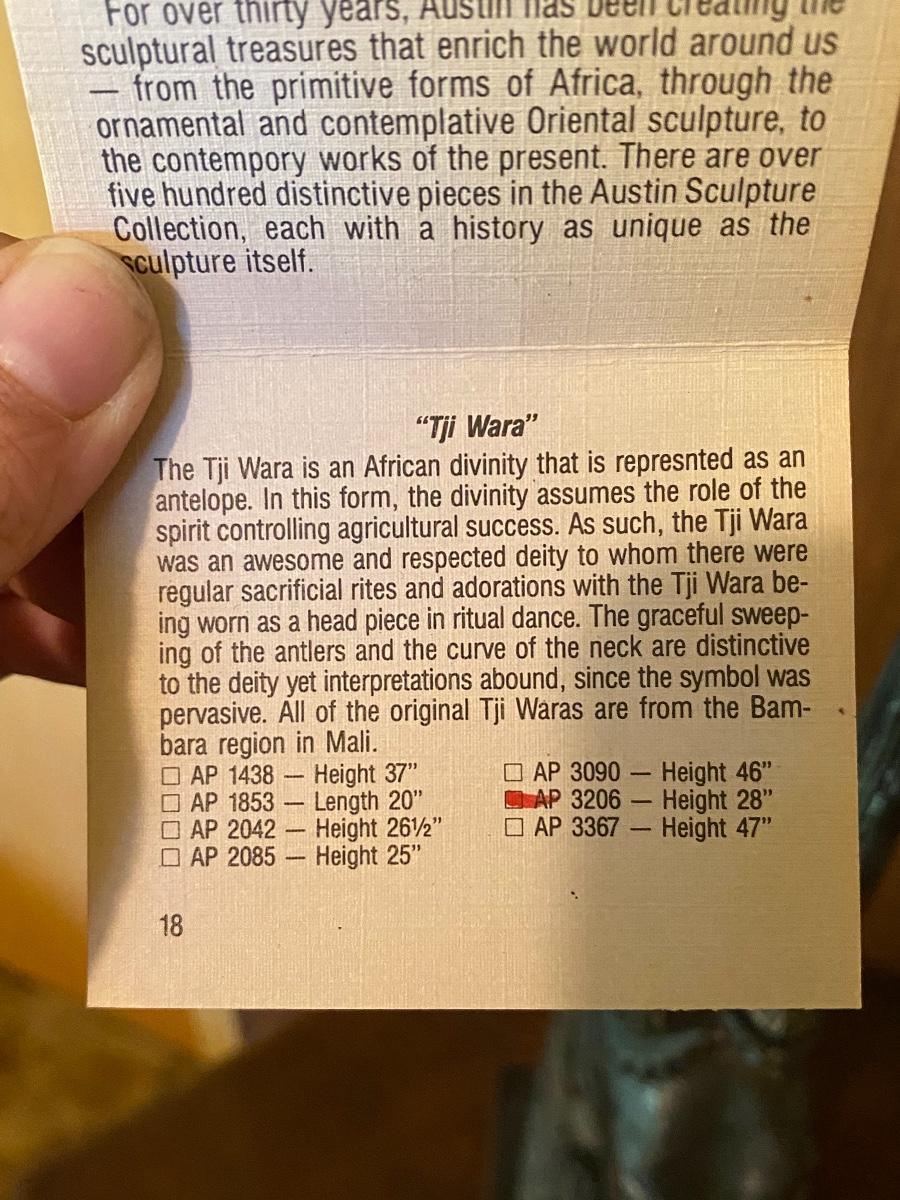 For over thirty years, Austin has been creating the
sculptural treasures that enrich the world around us
— from the primitive forms of Africa, through the
ornamental and contemplative Oriental sculpture, to
the contempory works of the present. There are over
five hundred distinctive pieces in the Austin Sculpture
Collection, each with a history as unique as the
sculpture itself.
“Tji Wara”
The Tji Wara is an African divinity that is represnted as an
antelope. In this form, the divinity assumes the role of the
spirit controlling agricultural success. As such, the Tji Wara
was an awesome and respected deity to whom there were
regular sacrificial rites and adorations with the Tji Wara be-
ing worn as a head piece in ritual dance. The graceful sweep-
ing of the antlers and the curve of the neck are distinctive
to the deity yet interpretations abound, since the symbol was
pervasive. All of the original Tji Waras are from the Bam-
bara region in Mali.
☐ AP 1438 — Height 37”
☐ AP 1853 — Length 20”
☐ AP 2042 — Height 26½”
☐ AP 2085 — Height 25”
☐ AP 3090 — Height 46”
☐ AP 3206 — Height 28”
☐ AP 3367 — Height 47”
18